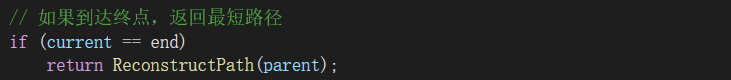 // 如果到达终点，返回最短路径
if (current == end)
    return ReconstructPath(parent);